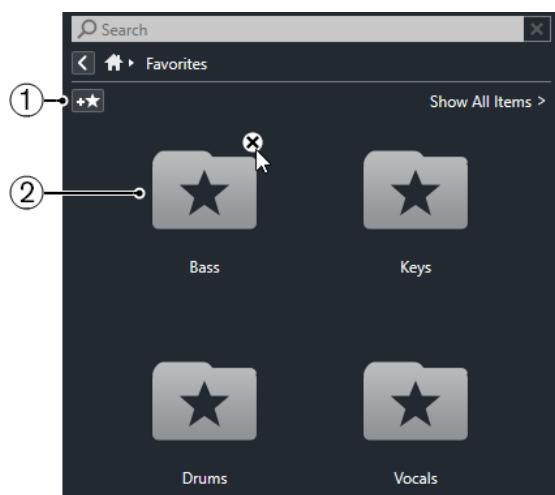 Search
Favorites
1
Show All Items >
2
Bass Keys
Drums Vocals